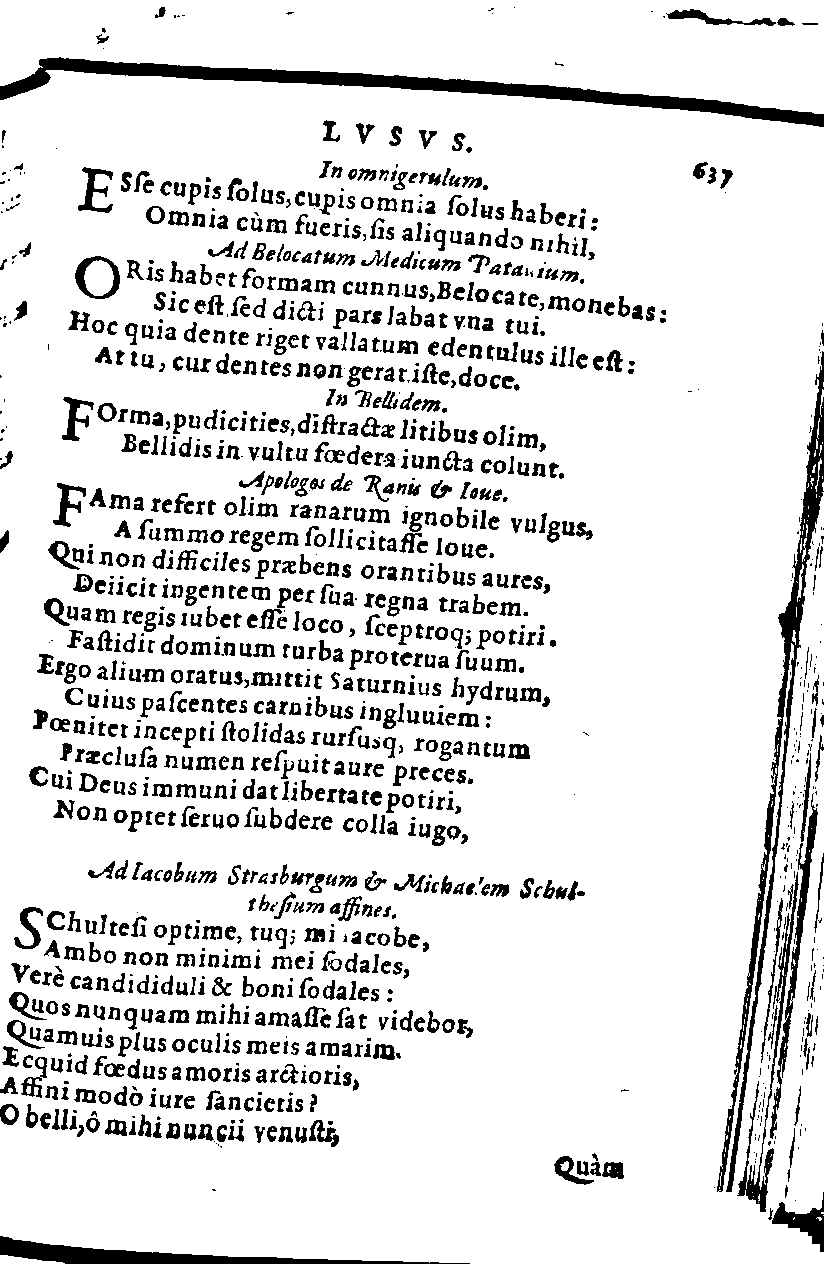 LVSVS.
637
In omnigerulum.
ESſe cupis ſolus, cupis omnia ſolus haberi:
Omnia cùm fueris, ſis aliquando nihil,
Ad Belocatum Medicum Patauium.
ORis habet formam cunnus, Belocate, monebas:
Sic eſt. ſed dicti pars labat vna tui.
Hoc quia dente riget vallatum edentulus ille eſt:
At tu, cur dentes non gerat iſte, doce.
In Bellidem.
FOrma, pudicities, diſtractæ litibus olim,
Bellidis in vultu fœdera iuncta colunt.
Apologos de Ranis & Ioue.
FAma refert olim ranarum ignobile vulgus,
A ſummo regem ſollicitaſſe Ioue.
Qui non difficiles præbens orantibus aures,
Deiicit ingentem per ſua regna trabem.
Quam regis iubet eſſe loco, ſceptroq; potiri.
Faſtidit dominum turba proterua ſuum.
Ergo alium oratus, mittit Saturnius hydrum,
Cuius paſcentes carnibus ingluuiem:
Pœnitet incepti ſtolidas rurſusq, rogantum
Præcluſa numen reſpuit aure preces.
Cui Deus immuni dat libertate potiri,
Non optet ſeruo ſubdere colla iugo,
Ad Iacobum Strasburgum & Michaelem Schul-
theſium affines.
SChulteſi optime, tuq; mi Iacobe,
Ambo non minimi mei ſodales,
Verè candididuli & boni ſodales:
Quos nunquam mihi amaſſe ſat videbor,
Quamuis plus oculis meis amarim.
Ecquid fœdus amoris arctioris,
Affini modò iure ſancietis?
O belli, ô mihi nuncii venuſti,
Quàm